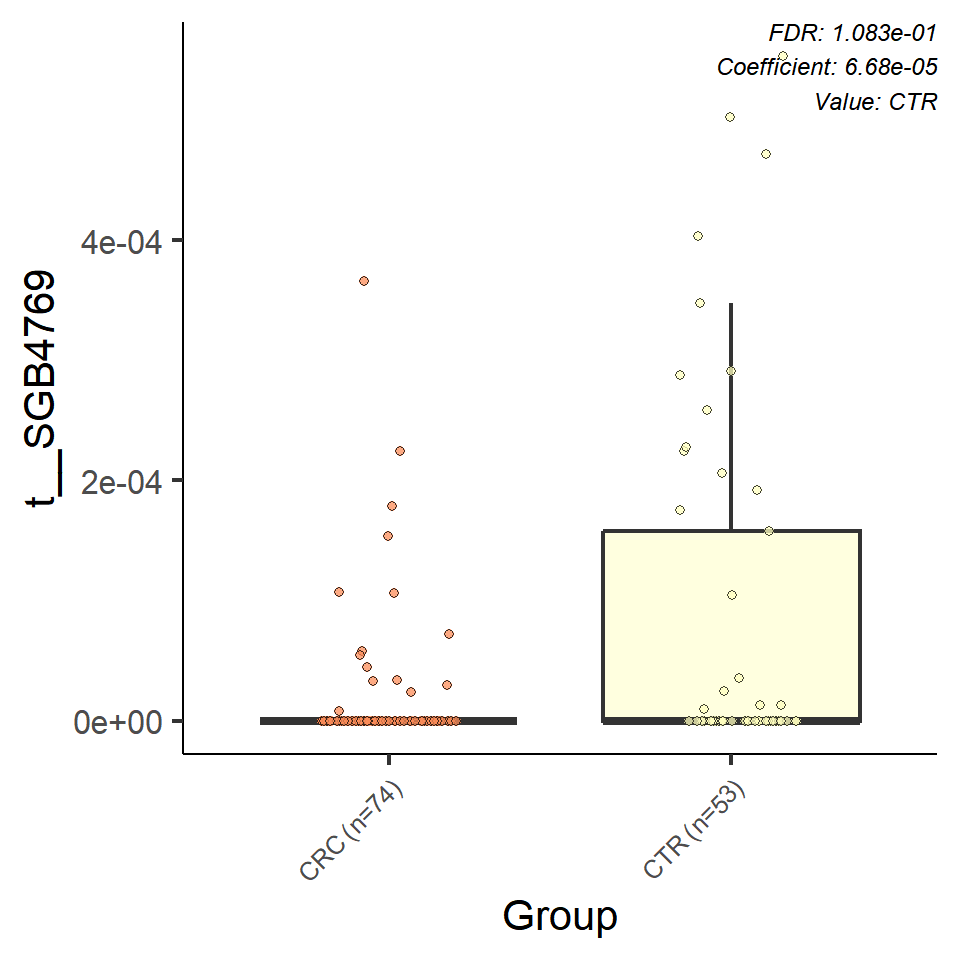 FDR: 1.083e-01
Coefficient: 6.68e-05
Value: CTR
t__SGB4769
4e-04
2e-04
0e+00
CRC (n=74)
CTR (n=53)
Group